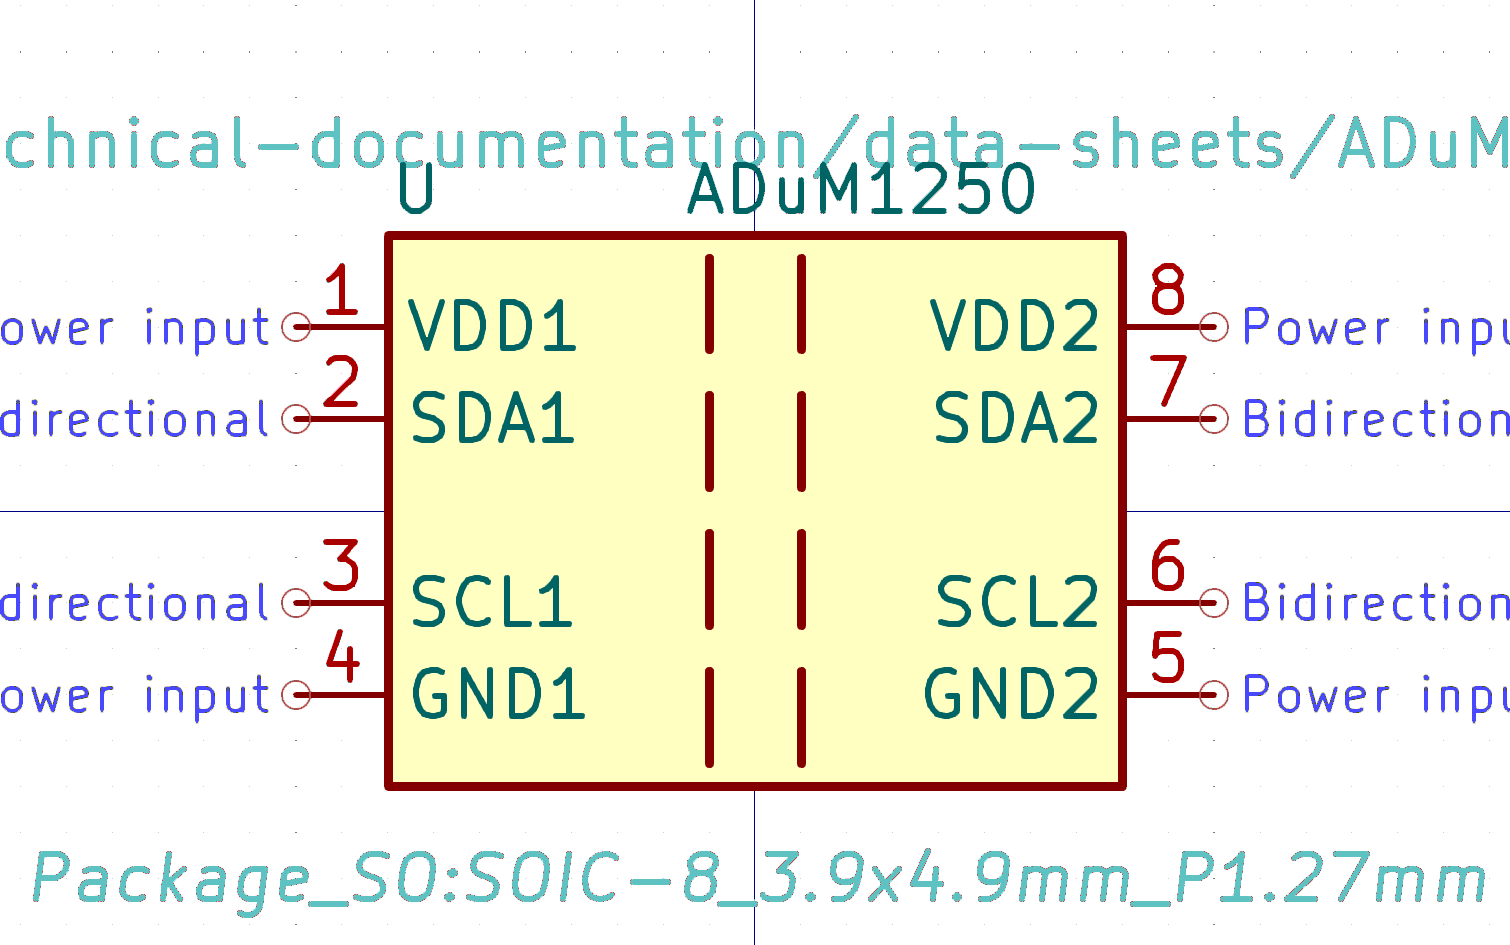 chnical-documentation/data-sheets/ADuM
U ADuM1250
ower input 1 VDD1 VDD2 8 Power inpu
directional 2 SDA1 SDA2 7 Bidirection
directional 3 SCL1 SCL2 6 Bidirection
ower input 4 GND1 GND2 5 Power inpu
Package_SO:SOIC-8_3.9x4.9mm_P1.27mm